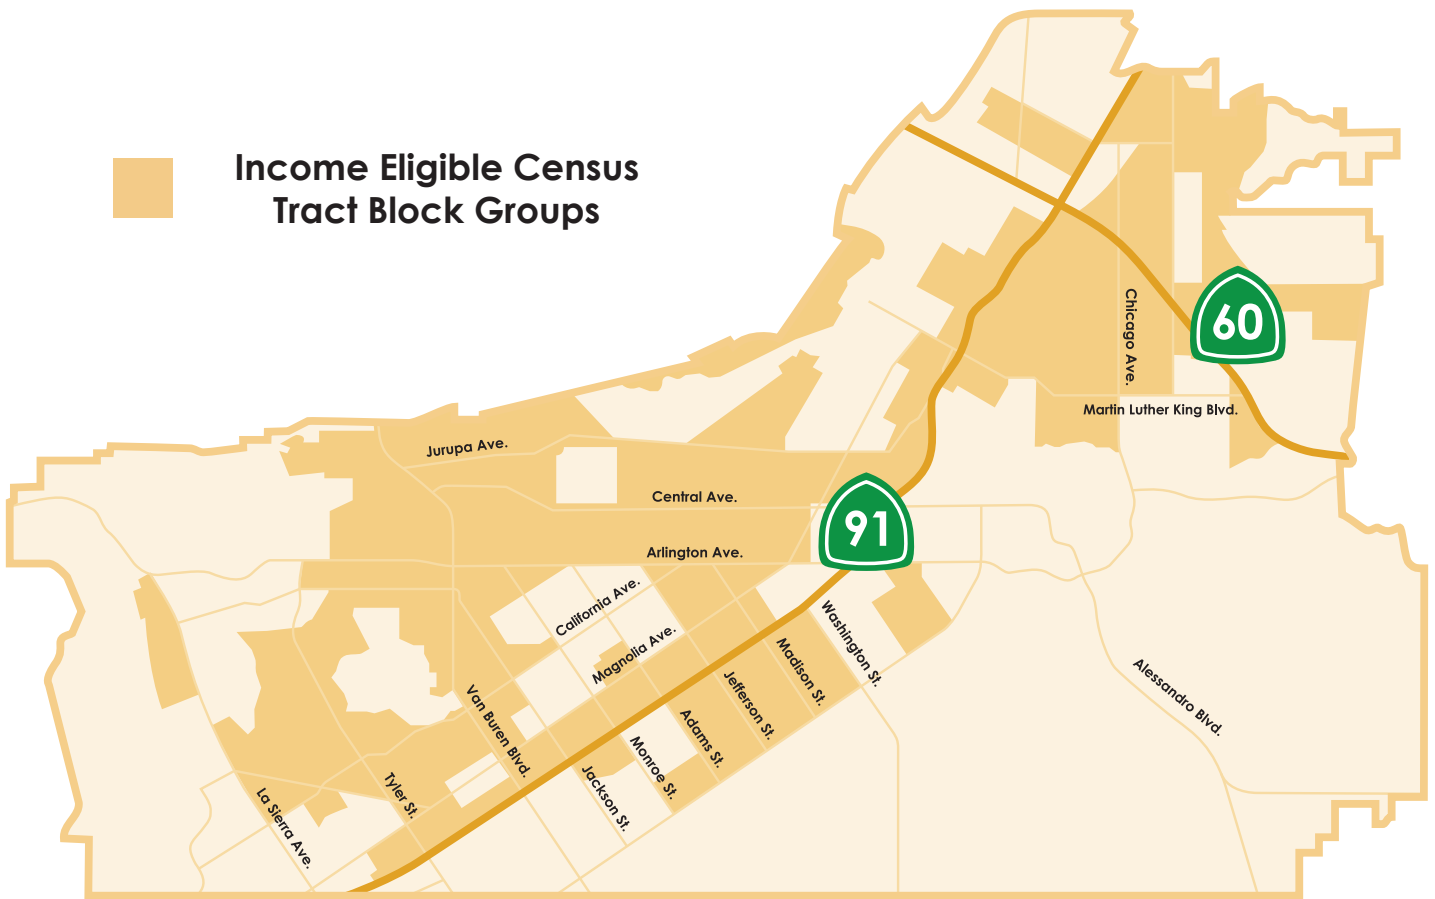 Income Eligible Census
Tract Block Groups
60
Chicago Ave.
Martin Luther King Blvd.
Jurupa Ave.
Central Ave.
91
Arlington Ave.
California Ave.
Magnolia Ave.
Washington St.
Madison St.
Jefferson St.
Adams St.
Monroe St.
Jackson St.
Van Buren Blvd.
Tyler St.
La Sierra Ave.
Alessandro Blvd.